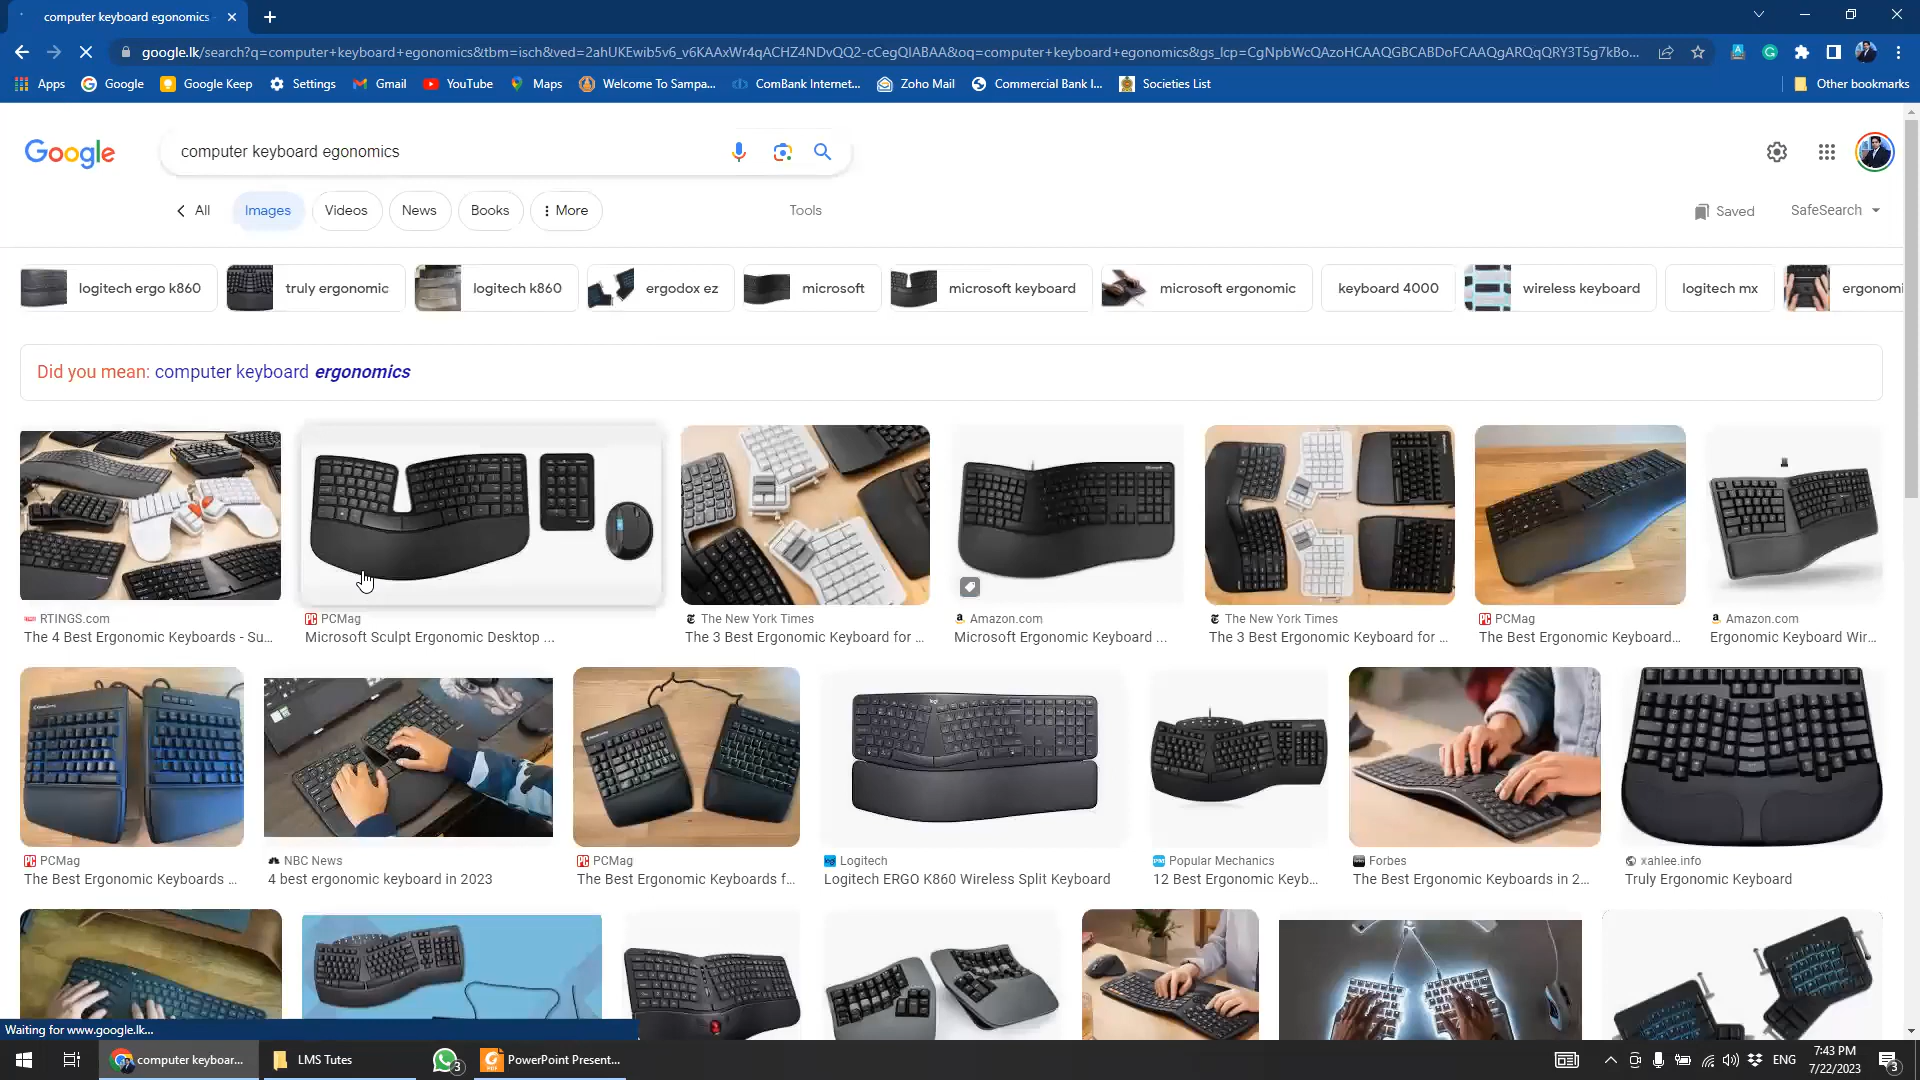 computer keyboard egonomics
google.lk/search?q=computer+keyboard+egonomics&tbm=isch&ved=2ahUKEwib5v6_v6KAAxWr4qACHZ4NDvQQ2-cCegQIABAA&oq=computer+keyboard+egonomics&gs_lcp=CgNpbWcQAzoHCAAQGBCABDoFCAAQgARQqQRY3T5g7kBo...
Apps Google Google Keep Settings Gmail YouTube Maps Welcome To Sampa... ComBank Internet... Zoho Mail Commercial Bank I... Societies List Other bookmarks
Google computer keyboard egonomics
All Images Videos News Books More Tools Saved SafeSearch
logitech ergo k860 truly ergonomic logitech k860 ergodox ez microsoft microsoft keyboard microsoft ergonomic keyboard 4000 wireless keyboard logitech mx ergonomi
Did you mean: computer keyboard ergonomics
RTINGS.com PCMag The New York Times Amazon.com The New York Times PCMag Amazon.com
The 4 Best Ergonomic Keyboards - Su... Microsoft Sculpt Ergonomic Desktop ... The 3 Best Ergonomic Keyboard for ... Microsoft Ergonomic Keyboard ... The 3 Best Ergonomic Keyboard for ... The Best Ergonomic Keyboard... Ergonomic Keyboard Wir...
PCMag NBC News PCMag Logitech Popular Mechanics Forbes xahlee.info
The Best Ergonomic Keyboards ... 4 best ergonomic keyboard in 2023 The Best Ergonomic Keyboards f... Logitech ERGO K860 Wireless Split Keyboard 12 Best Ergonomic Keyb... The Best Ergonomic Keyboards in 2... Truly Ergonomic Keyboard
Waiting for www.google.lk...
computer keyboar... LMS Tutes 3 PowerPoint Present... ENG 7:43 PM 3
7/22/2023